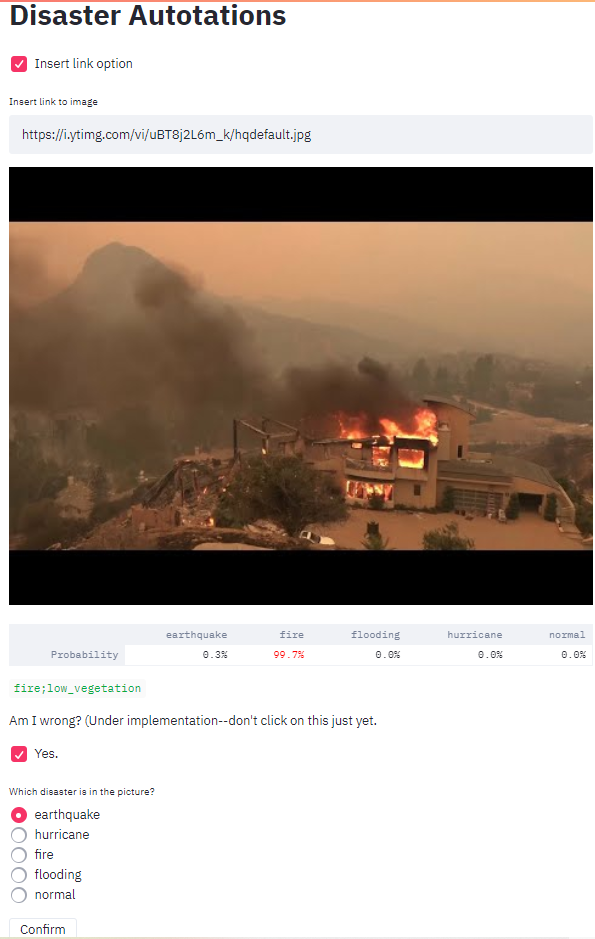 Disaster Autotations
Insert link option
Insert link to image
https://i.ytimg.com/vi/uBT8j2L6m_k/hqdefault.jpg
earthquake fire flooding hurricane normal
Probability 0.3% 99.7% 0.0% 0.0% 0.0%
fire;low_vegetation
Am I wrong? (Under implementation--don't click on this just yet.
Yes.
Which disaster is in the picture?
earthquake
hurricane
fire
flooding
normal
Confirm